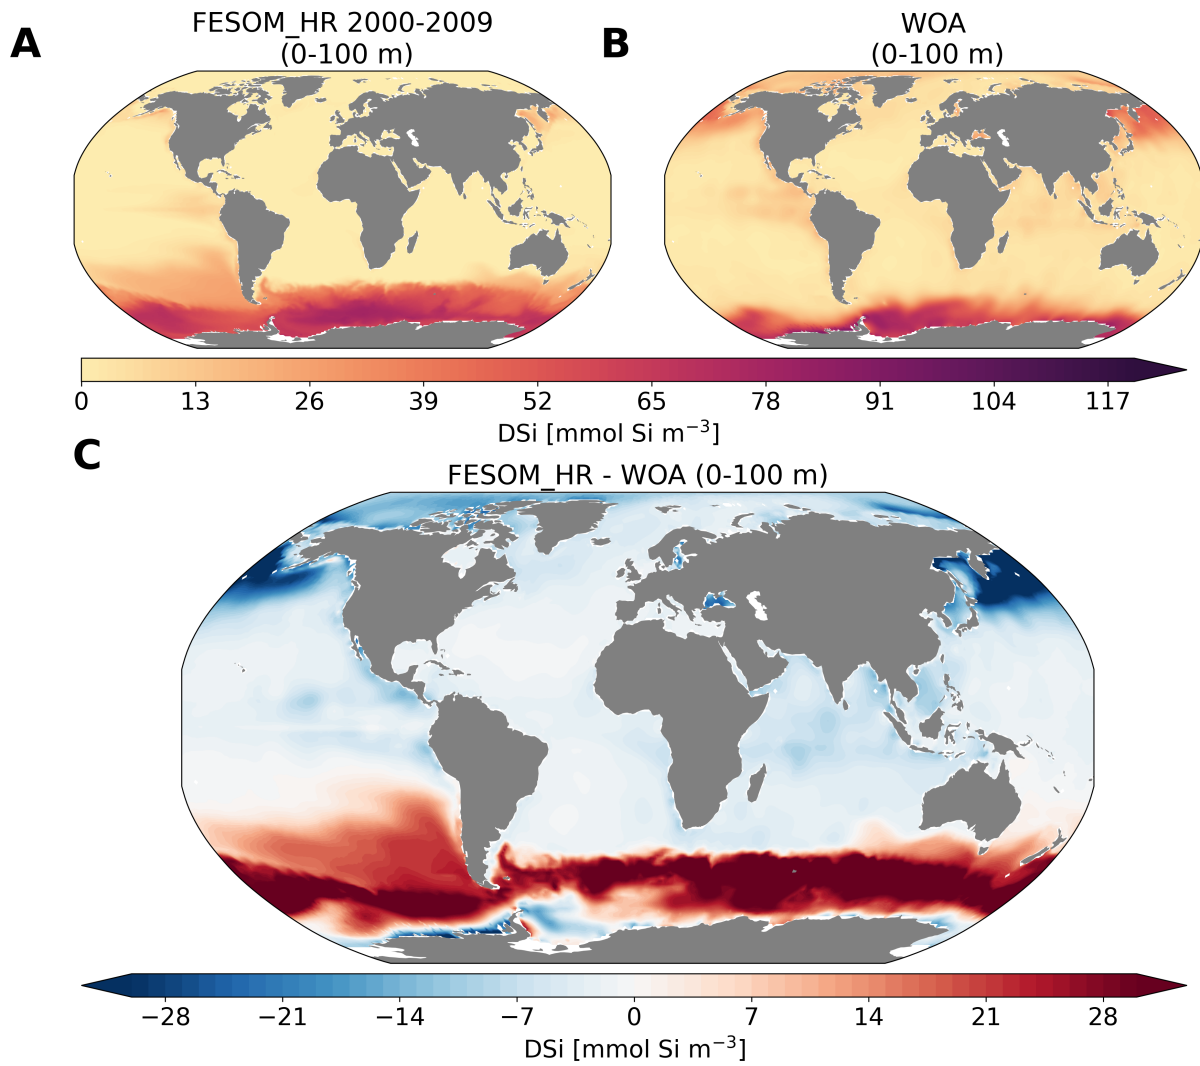 A
FESOM_HR 2000-2009
(0-100 m)
B
WOA
(0-100 m)
0 13 26 39 52 65 78 91 104 117
DSi [mmol Si m⁻³]
C
FESOM_HR - WOA (0-100 m)
−28 −21 −14 −7 0 7 14 21 28
DSi [mmol Si m⁻³]